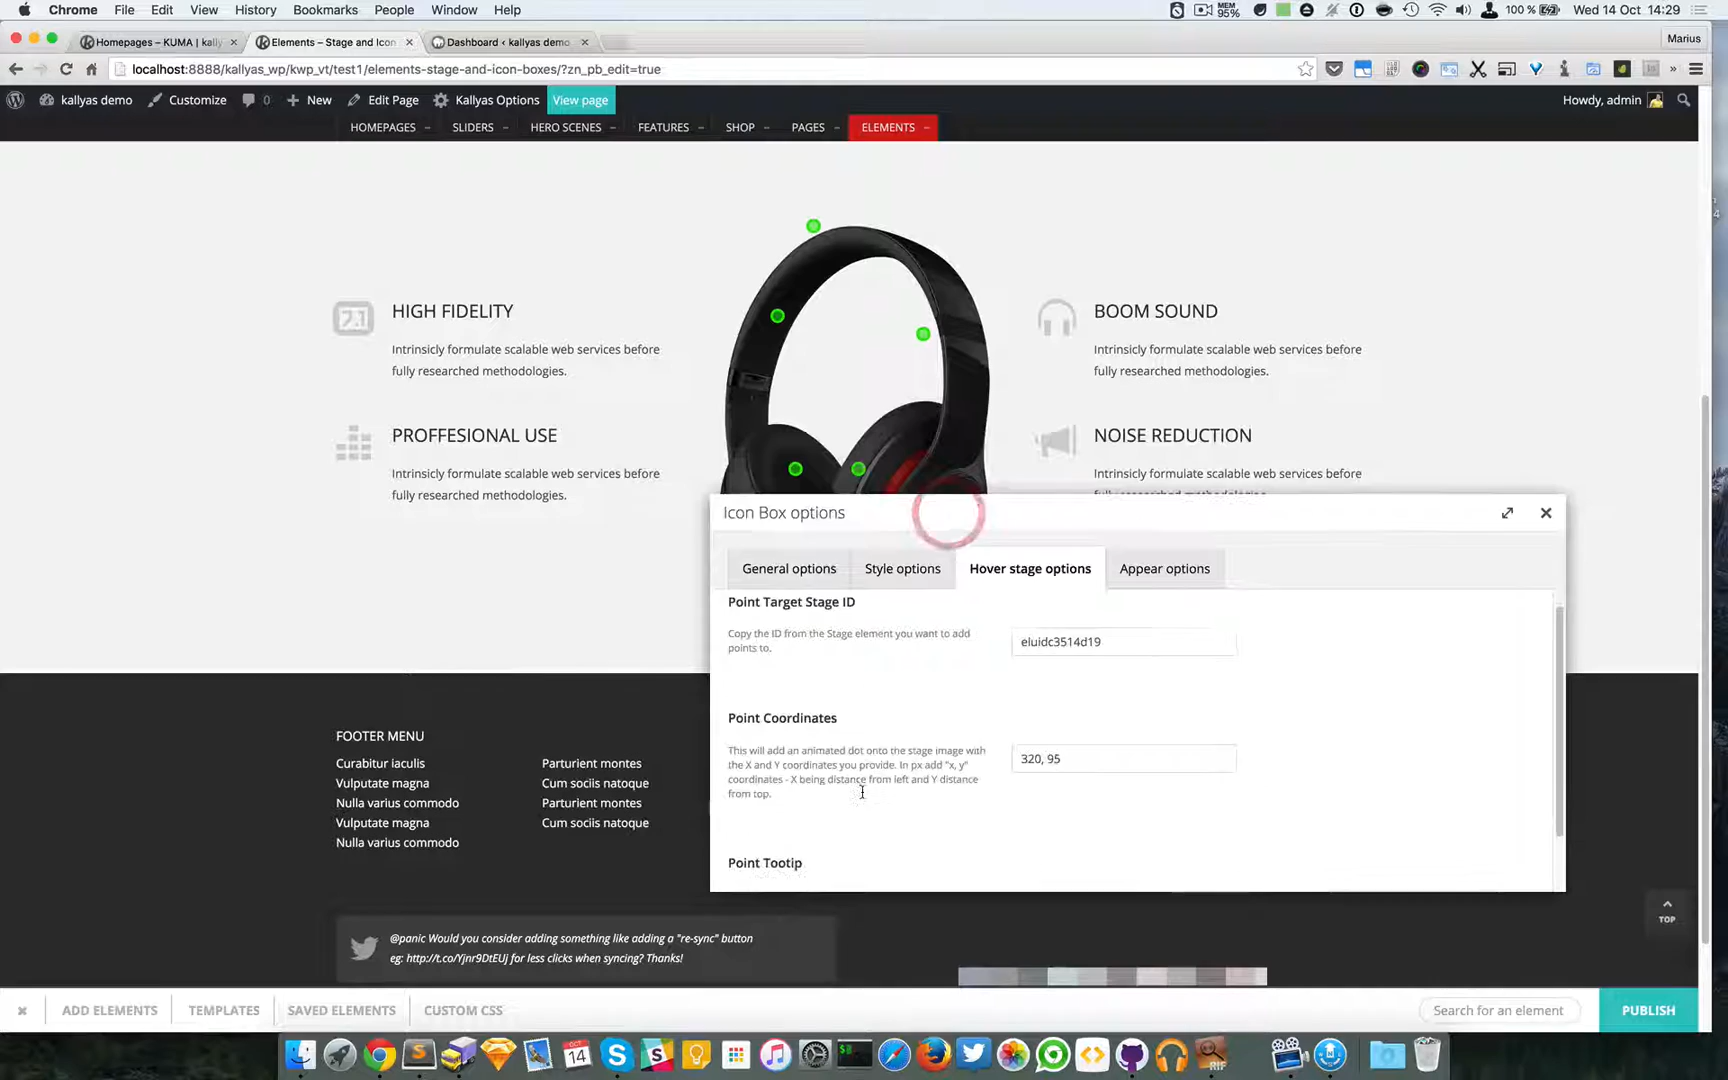 Chrome File Edit View History Bookmarks People Window Help
MEM 95% 100 % Wed 14 Oct 14:29
Homepages – KUMA | kally
Elements – Stage and Icon
Dashboard ‹ kallyas demo
Marius
localhost:8888/kallyas_wp/kwp_vt/test1/elements-stage-and-icon-boxes/?zn_pb_edit=true
kallyas demo Customize 0 New Edit Page Kallyas Options View page Howdy, admin
HOMEPAGES SLIDERS HERO SCENES FEATURES SHOP PAGES ELEMENTS
7.1
HIGH FIDELITY
Intrinsicly formulate scalable web services before
fully researched methodologies.
BOOM SOUND
Intrinsicly formulate scalable web services before
fully researched methodologies.
PROFFESIONAL USE
Intrinsicly formulate scalable web services before
fully researched methodologies.
NOISE REDUCTION
Intrinsicly formulate scalable web services before
Icon Box options
General options Style options Hover stage options Appear options
Point Target Stage ID
Copy the ID from the Stage element you want to add
points to.
eluidc3514d19
Point Coordinates
This will add an animated dot onto the stage image with
the X and Y coordinates you provide. In px add "x, y"
coordinates - X being distance from left and Y distance
from top.
320, 95
Point Tootip
FOOTER MENU
Curabitur iaculis
Vulputate magna
Nulla varius commodo
Vulputate magna
Nulla varius commodo
Parturient montes
Cum sociis natoque
Parturient montes
Cum sociis natoque
TOP
@panic Would you consider adding something like adding a "re-sync" button
eg: http://t.co/Yjnr9DtEUj for less clicks when syncing? Thanks!
ADD ELEMENTS TEMPLATES SAVED ELEMENTS CUSTOM CSS Search for an element PUBLISH